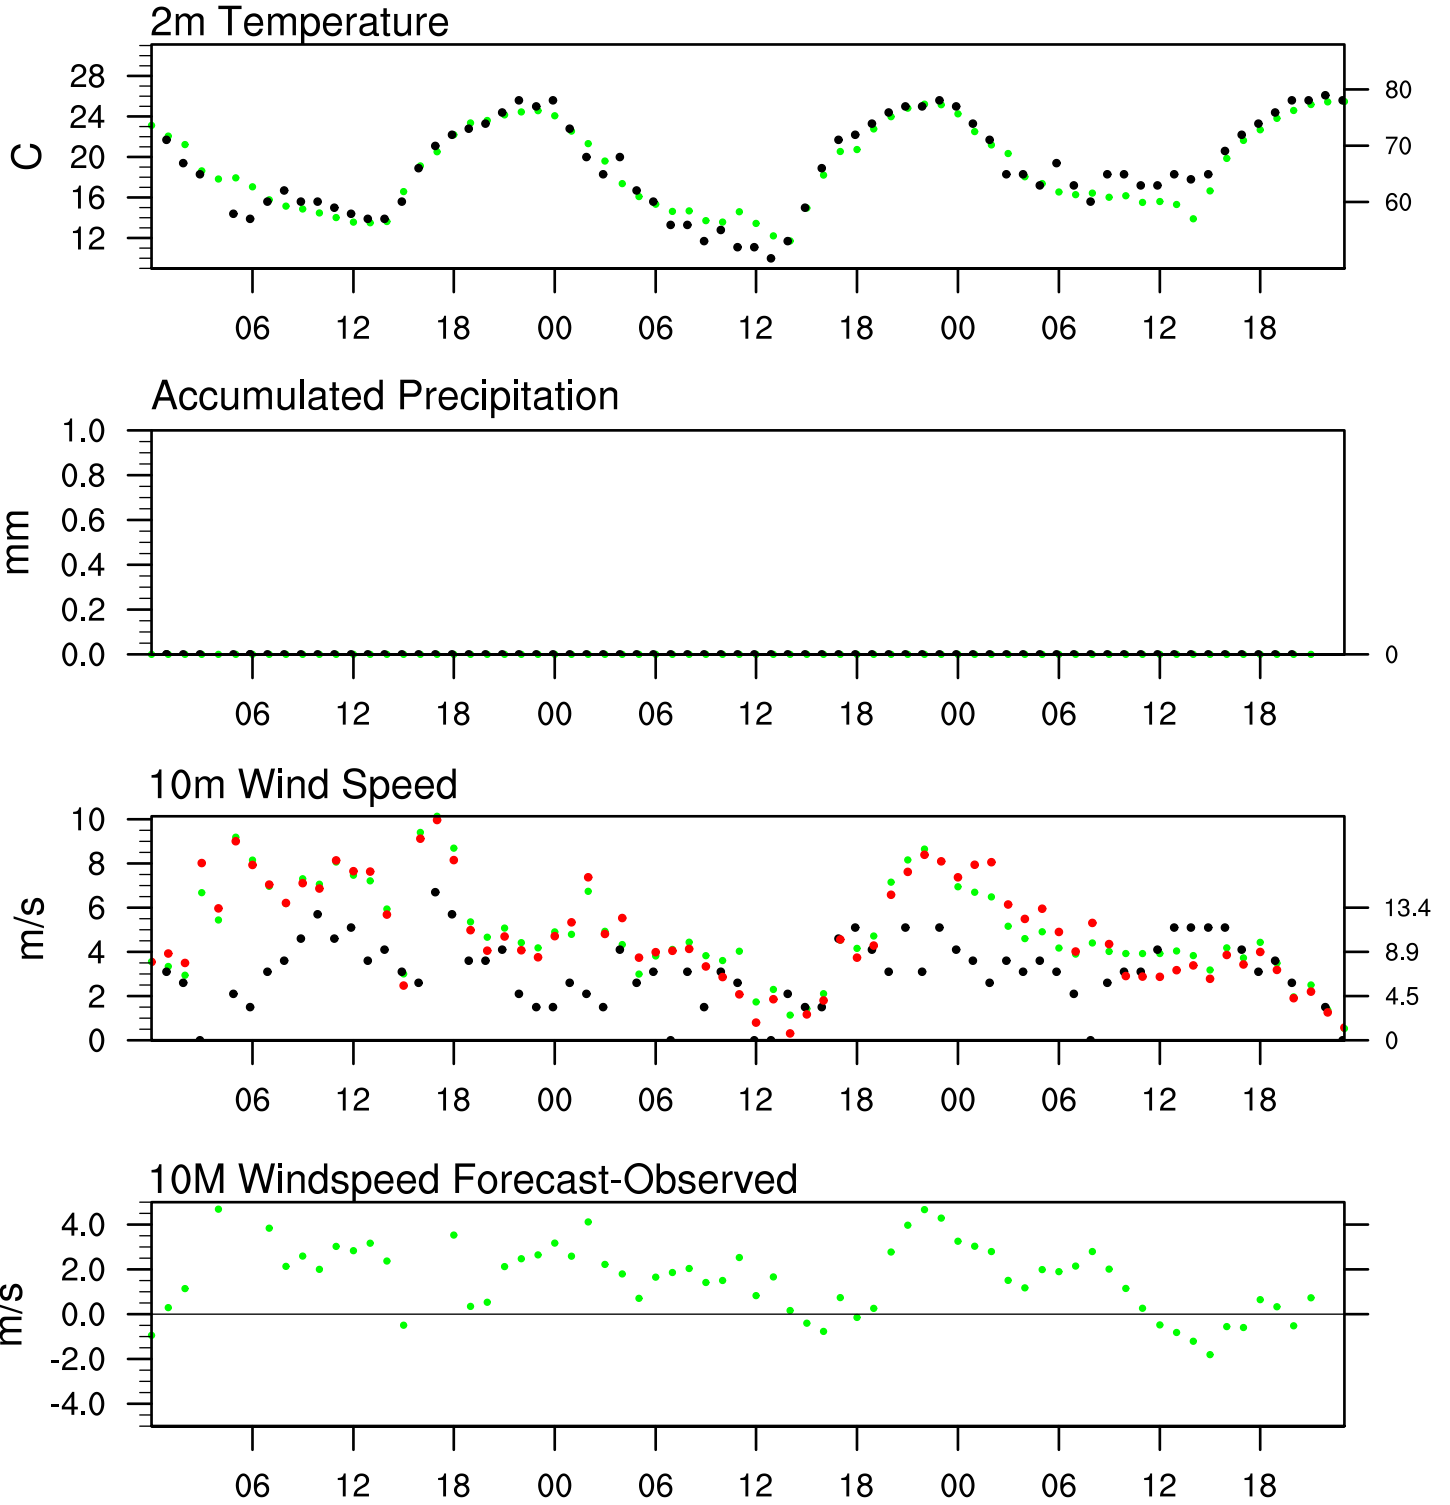 2m Temperature
C
28
24
20
16
12
80
70
60
06 12 18 00 06 12 18 00 06 12 18
Accumulated Precipitation
mm
1.0
0.8
0.6
0.4
0.2
0.0
0
06 12 18 00 06 12 18 00 06 12 18
10m Wind Speed
m/s
10
8
6
4
2
0
13.4
8.9
4.5
0
06 12 18 00 06 12 18 00 06 12 18
10M Windspeed Forecast-Observed
m/s
4.0
2.0
0.0
-2.0
-4.0
06 12 18 00 06 12 18 00 06 12 18